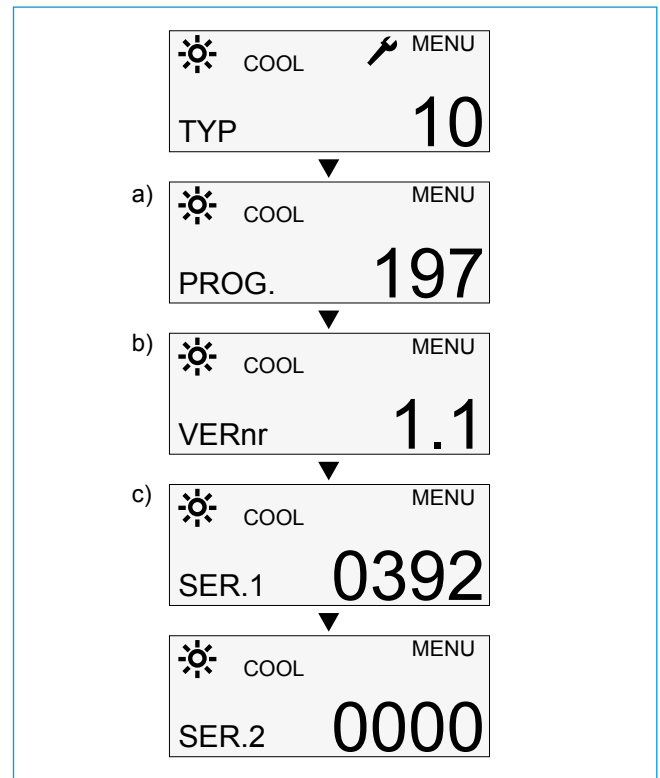 COOL MENU
TYP 10
a)
COOL MENU
PROG. 197
b)
COOL MENU
VERnr 1.1
c)
COOL MENU
SER.1 0392
COOL MENU
SER.2 0000